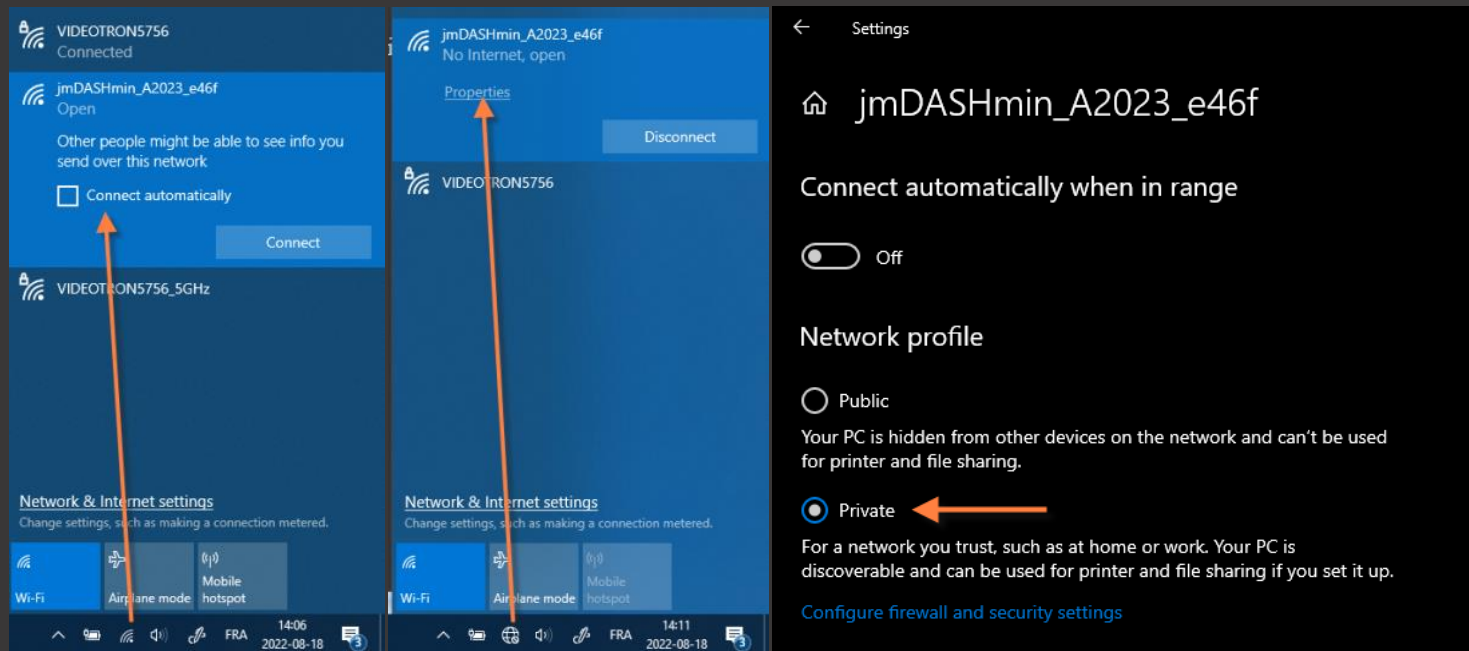 VIDEOTRON5756
Connected
jmDASHmin_A2023_e46f
Open
Other people might be able to see info you
send over this network
Connect automatically
Connect
VIDEOTRON5756_5GHz
Network & Internet settings
Change settings, such as making a connection metered.
Wi-Fi
Airplane mode
Mobile
hotspot
FRA
14:06
2022-08-18
3
jmDASHmin_A2023_e46f
No Internet, open
Properties
Disconnect
VIDEOTRON5756
Network & Internet settings
Change settings, such as making a connection metered.
Wi-Fi
Airplane mode
Mobile
hotspot
FRA
14:11
2022-08-18
3
Settings
jmDASHmin_A2023_e46f
Connect automatically when in range
Off
Network profile
Public
Your PC is hidden from other devices on the network and can't be used
for printer and file sharing.
Private
For a network you trust, such as at home or work. Your PC is
discoverable and can be used for printer and file sharing if you set it up.
Configure firewall and security settings